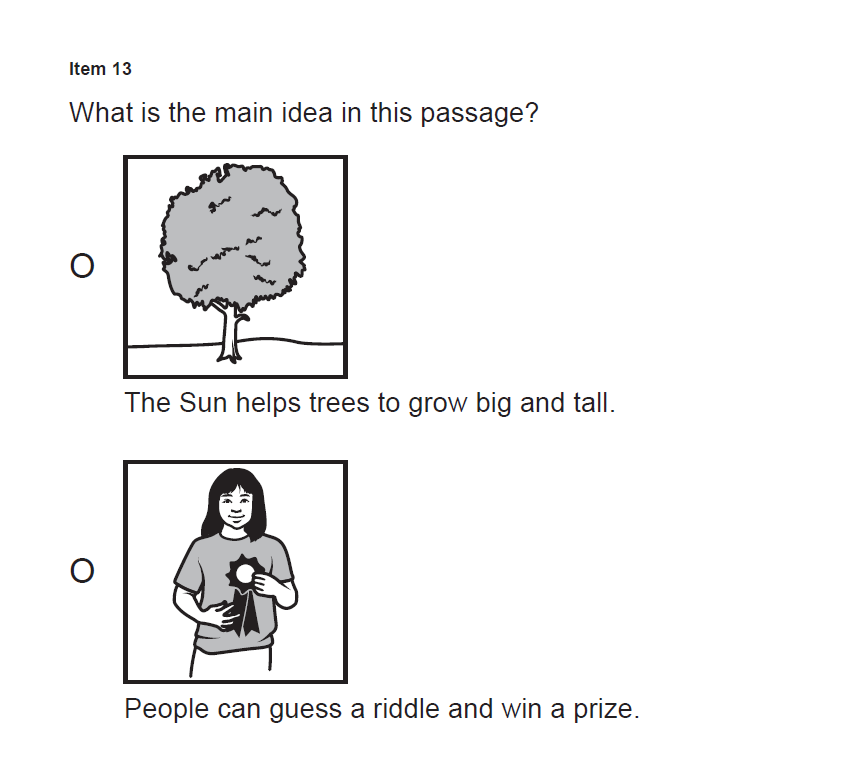 Item 13
What is the main idea in this passage?
The Sun helps trees to grow big and tall.
People can guess a riddle and win a prize.